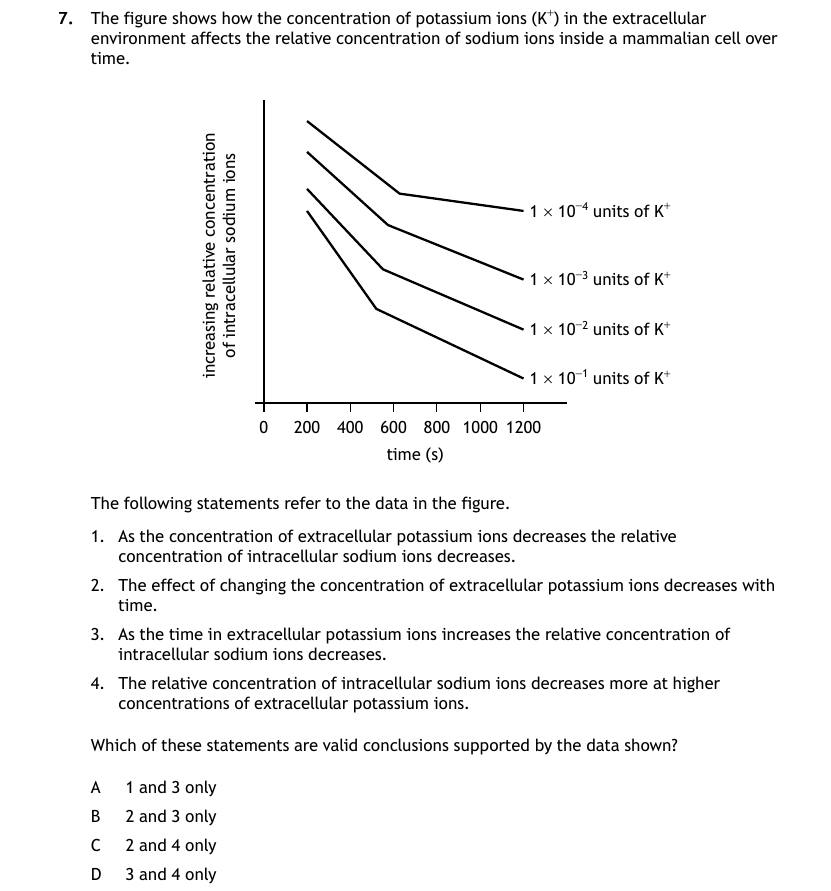 7. The figure shows how the concentration of potassium ions (K⁺) in the extracellular
environment affects the relative concentration of sodium ions inside a mammalian cell over
time.
increasing relative concentration
of intracellular sodium ions
1 × 10⁻⁴ units of K⁺
1 × 10⁻³ units of K⁺
1 × 10⁻² units of K⁺
1 × 10⁻¹ units of K⁺
0 200 400 600 800 1000 1200
time (s)
The following statements refer to the data in the figure.
1. As the concentration of extracellular potassium ions decreases the relative
concentration of intracellular sodium ions decreases.
2. The effect of changing the concentration of extracellular potassium ions decreases with
time.
3. As the time in extracellular potassium ions increases the relative concentration of
intracellular sodium ions decreases.
4. The relative concentration of intracellular sodium ions decreases more at higher
concentrations of extracellular potassium ions.
Which of these statements are valid conclusions supported by the data shown?
A 1 and 3 only
B 2 and 3 only
C 2 and 4 only
D 3 and 4 only